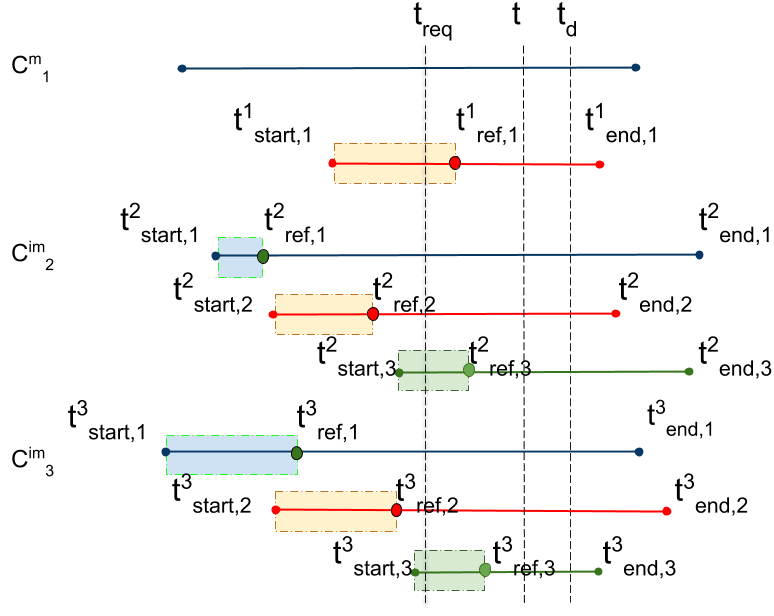 t_req t t_d
C^m_1
t^1_start,1 t^1_ref,1 t^1_end,1
t^2_start,1 t^2_ref,1 t^2_end,1
C^im_2
t^2_start,2 t^2_ref,2 t^2_end,2
t^2_start,3 t^2_ref,3 t^2_end,3
t^3_start,1 t^3_ref,1 t^3_end,1
C^im_3
t^3_start,2 t^3_ref,2 t^3_end,2
t^3_start,3 t^3_ref,3 t^3_end,3